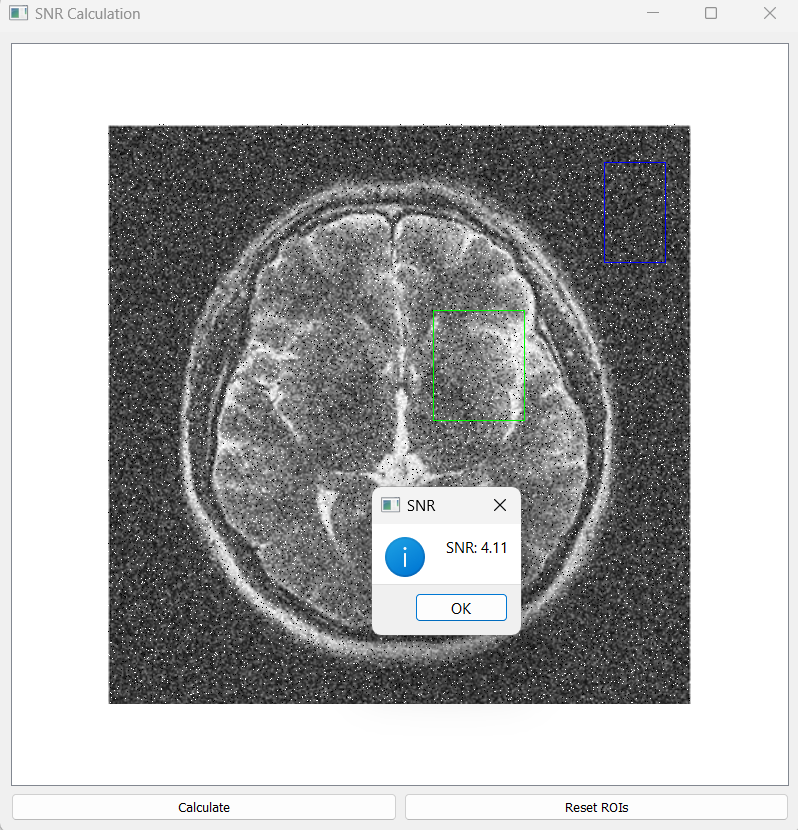 SNR Calculation
SNR
SNR: 4.11
OK
Calculate
Reset ROIs